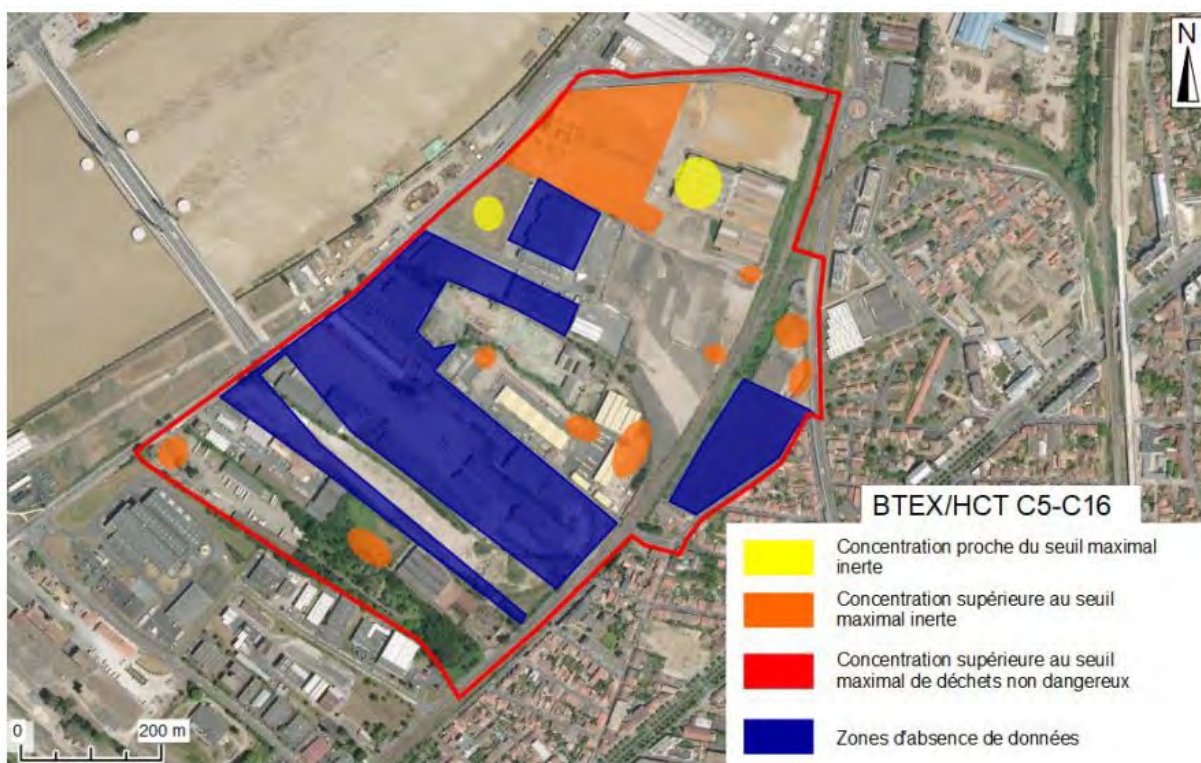 N
BTEX/HCT C5-C16
Concentration proche du seuil maximal
inerte
Concentration supérieure au seuil
maximal inerte
Concentration supérieure au seuil
maximal de déchets non dangereux
Zones d'absence de données
0 200 m